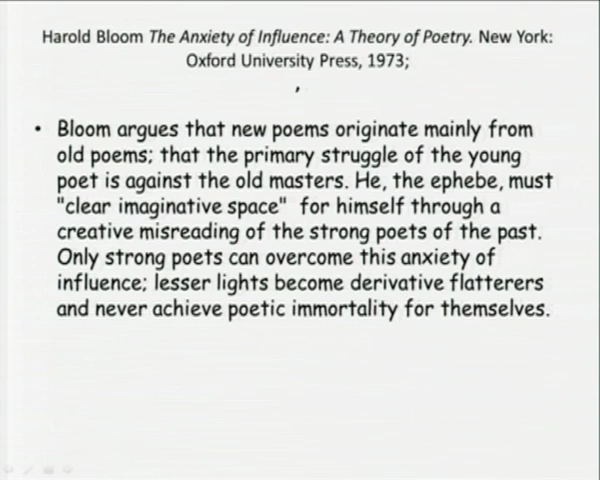 Harold Bloom The Anxiety of Influence: A Theory of Poetry. New York:
Oxford University Press, 1973;
,
• Bloom argues that new poems originate mainly from
old poems; that the primary struggle of the young
poet is against the old masters. He, the ephebe, must
"clear imaginative space" for himself through a
creative misreading of the strong poets of the past.
Only strong poets can overcome this anxiety of
influence; lesser lights become derivative flatterers
and never achieve poetic immortality for themselves.